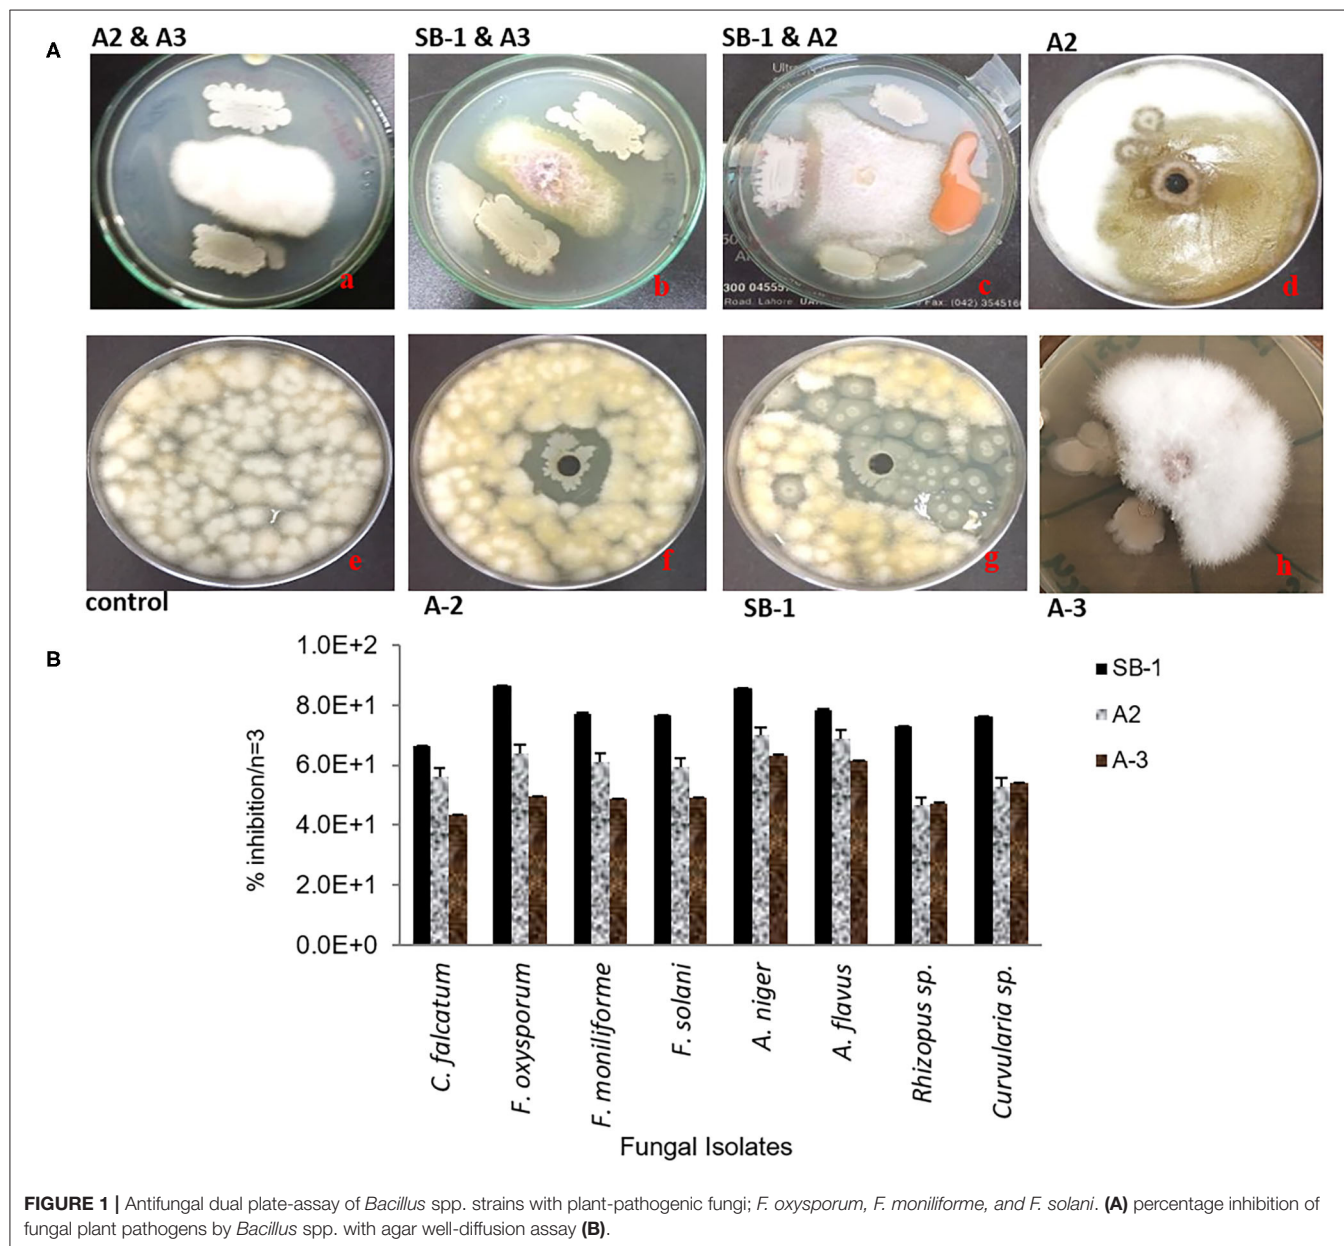 A
A2 & A3
SB-1 & A3
SB-1 & A2
A2
a
b
c
300 04555
Road. Lahore
Fax: (042) 354516
d
e
f
g
h
control
A-2
SB-1
A-3
B
1.0E+2
8.0E+1
6.0E+1
4.0E+1
2.0E+1
0.0E+0
% inhibition/n=3
SB-1
A2
A-3
C. falcatum
F. oxysporum
F. moniliforme
F. solani
A. niger
A. flavus
Rhizopus sp.
Curvularia sp.
Fungal Isolates
FIGURE 1 | Antifungal dual plate-assay of Bacillus spp. strains with plant-pathogenic fungi; F. oxysporum, F. moniliforme, and F. solani. (A) percentage inhibition of
fungal plant pathogens by Bacillus spp. with agar well-diffusion assay (B).